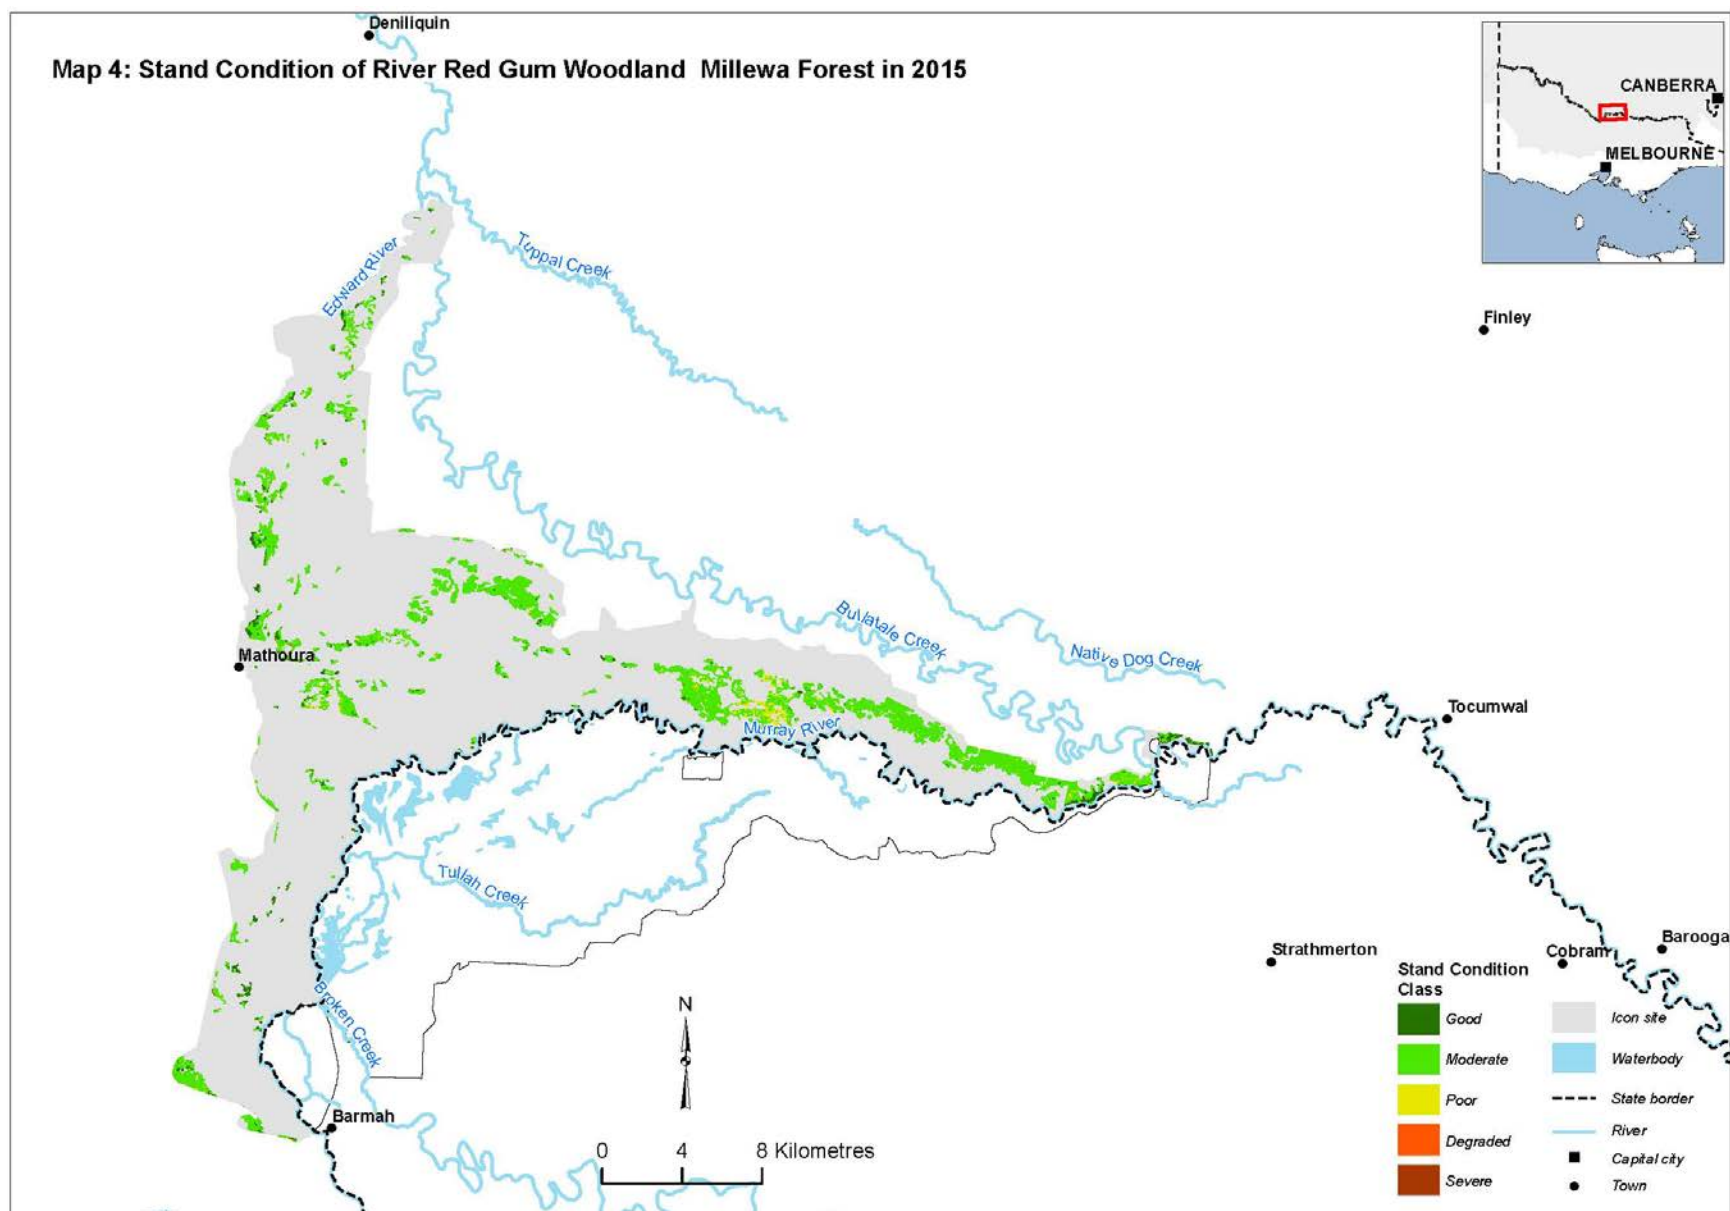 Deniliquin
Map 4: Stand Condition of River Red Gum Woodland Millewa Forest in 2015
CANBERRA
MELBOURNE
Edward River
Tuppal Creek
Finley
Bullatale Creek
Native Dog Creek
Mathoura
Tocumwal
Murray River
Tullah Creek
Strathmerton
Cobram
Barooga
Broken Creek
Barmah
N
0 4 8 Kilometres
Stand Condition
Class
Good
Moderate
Poor
Degraded
Severe
Icon site
Waterbody
State border
River
Capital city
Town